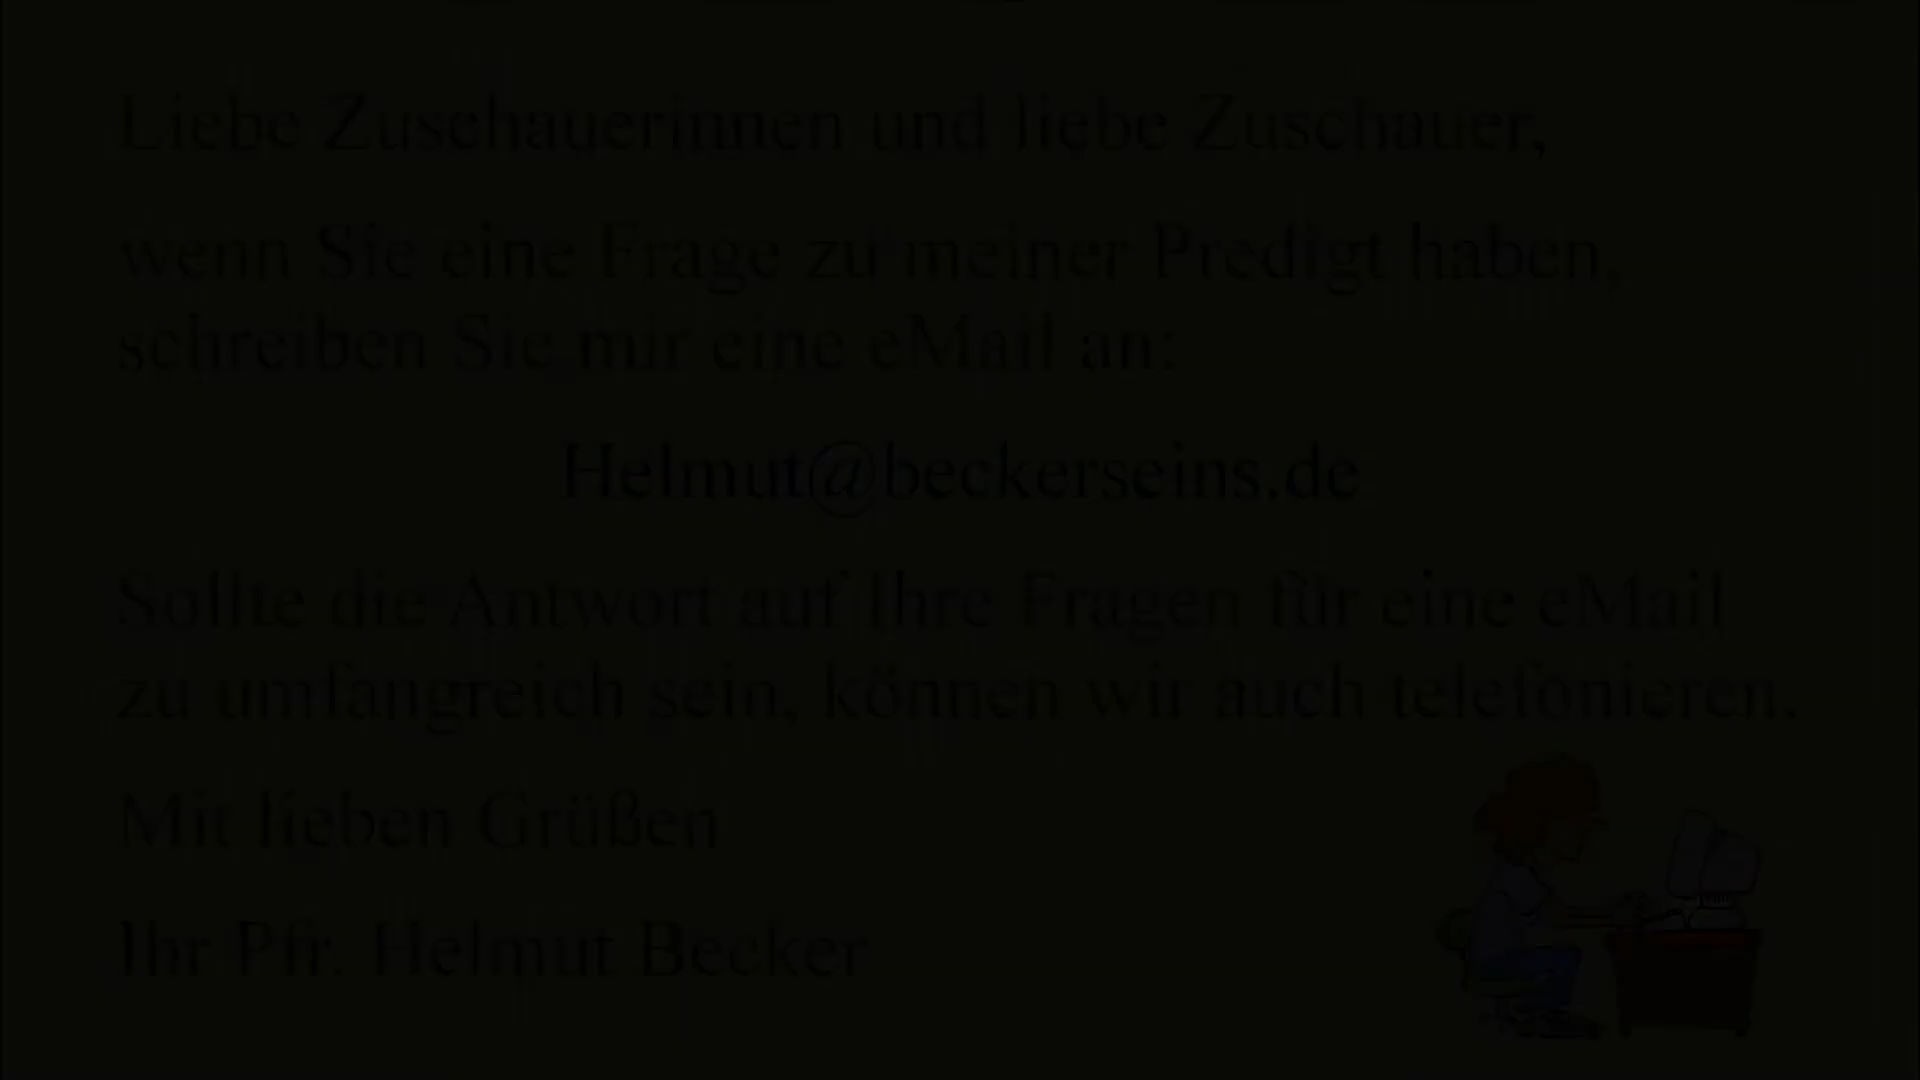 Liebe Zuschauerinnen und liebe Zuschauer,
wenn Sie eine Frage zu meiner Predigt haben,
schreiben Sie mir eine eMail an:
Helmut@beckerseins.de
Sollte die Antwort auf Ihre Fragen für eine eMail
zu umfangreich sein, können wir auch telefonieren.
Mit lieben Grüßen
Ihr Pfr. Helmut Becker